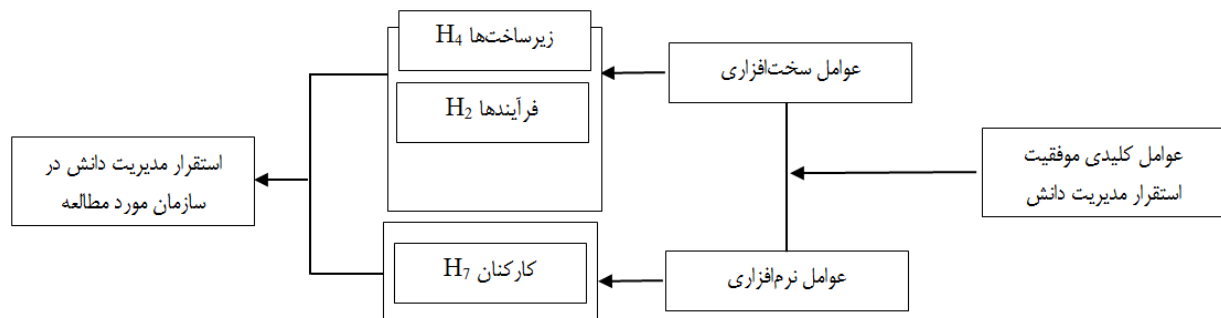 زیرساخت‌ها H4
عوامل سخت‌افزاری
فرآیندها H2
عوامل کلیدی موفقیت
استقرار مدیریت دانش
استقرار مدیریت دانش در
سازمان مورد مطالعه
عوامل نرم‌افزاری
کارکنان H7